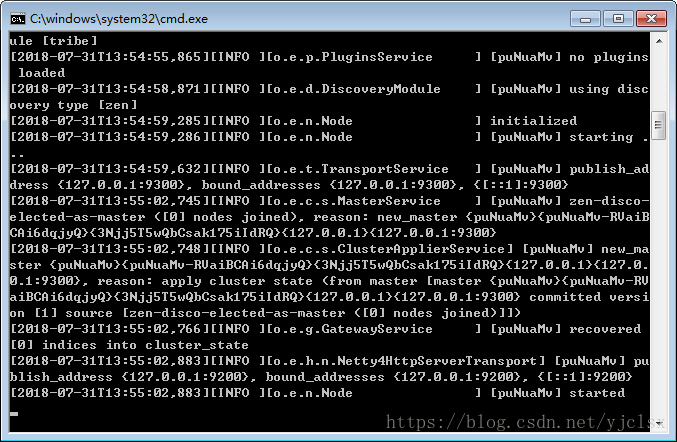 C:\windows\system32\cmd.exe
ule [tribe]
[2018-07-31T13:54:55,865][INFO ][o.e.p.PluginsService     ] [puNuaMv] no plugins
 loaded
[2018-07-31T13:54:58,871][INFO ][o.e.d.DiscoveryModule    ] [puNuaMv] using disc
overy type [zen]
[2018-07-31T13:54:59,285][INFO ][o.e.n.Node               ] initialized
[2018-07-31T13:54:59,286][INFO ][o.e.n.Node               ] [puNuaMv] starting .
..
[2018-07-31T13:54:59,632][INFO ][o.e.t.TransportService   ] [puNuaMv] publish_ad
dress {127.0.0.1:9300}, bound_addresses {127.0.0.1:9300}, {[::1]:9300}
[2018-07-31T13:55:02,745][INFO ][o.e.c.s.MasterService    ] [puNuaMv] zen-disco-
elected-as-master ([0] nodes joined), reason: new_master {puNuaMv}{puNuaMv-RVaiB
CAi6dqjyQ}{3Njj5T5wQbCsak175iIdRQ}{127.0.0.1}{127.0.0.1:9300}
[2018-07-31T13:55:02,748][INFO ][o.e.c.s.ClusterApplierService] [puNuaMv] new_ma
ster {puNuaMv}{puNuaMv-RVaiBCAi6dqjyQ}{3Njj5T5wQbCsak175iIdRQ}{127.0.0.1}{127.0.
0.1:9300}, reason: apply cluster state (from master [master {puNuaMv}{puNuaMv-RV
aiBCAi6dqjyQ}{3Njj5T5wQbCsak175iIdRQ}{127.0.0.1}{127.0.0.1:9300} committed versi
on [1] source [zen-disco-elected-as-master ([0] nodes joined)]])
[2018-07-31T13:55:02,766][INFO ][o.e.g.GatewayService     ] [puNuaMv] recovered
[0] indices into cluster_state
[2018-07-31T13:55:02,883][INFO ][o.e.h.n.Netty4HttpServerTransport] [puNuaMv] pu
blish_address {127.0.0.1:9200}, bound_addresses {127.0.0.1:9200}, {[::1]:9200}
[2018-07-31T13:55:02,883][INFO ][o.e.n.Node               ] [puNuaMv] started
https://blog.csdn.net/yjclsx